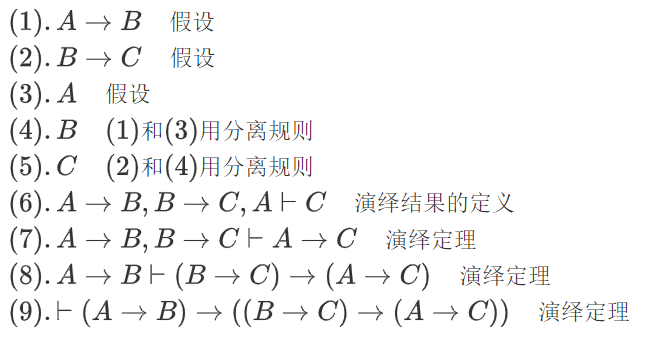 (1). A → B 假设
(2). B → C 假设
(3). A 假设
(4). B (1)和(3)用分离规则
(5). C (2)和(4)用分离规则
(6). A → B, B → C, A ⊢ C 演绎结果的定义
(7). A → B, B → C ⊢ A → C 演绎定理
(8). A → B ⊢ (B → C) → (A → C) 演绎定理
(9). ⊢ (A → B) → ((B → C) → (A → C)) 演绎定理